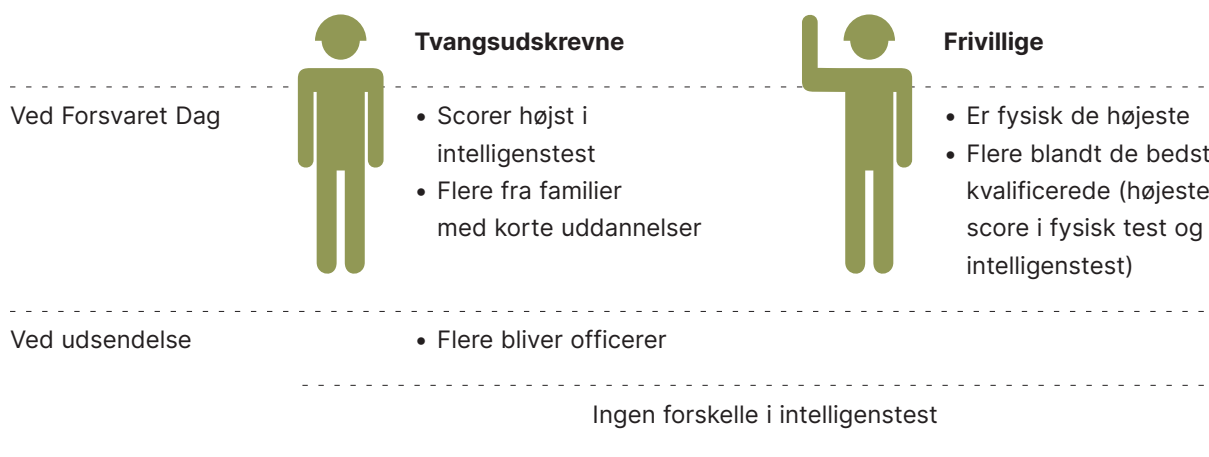 Tvangsudskrevne
Frivillige
Ved Forsvaret Dag
• Scorer højst i
intelligenstest
• Flere fra familier
med korte uddannelser
• Er fysisk de højeste
• Flere blandt de bedst
kvalificerede (højeste
score i fysisk test og
intelligenstest)
Ved udsendelse
• Flere bliver officerer
Ingen forskelle i intelligenstest